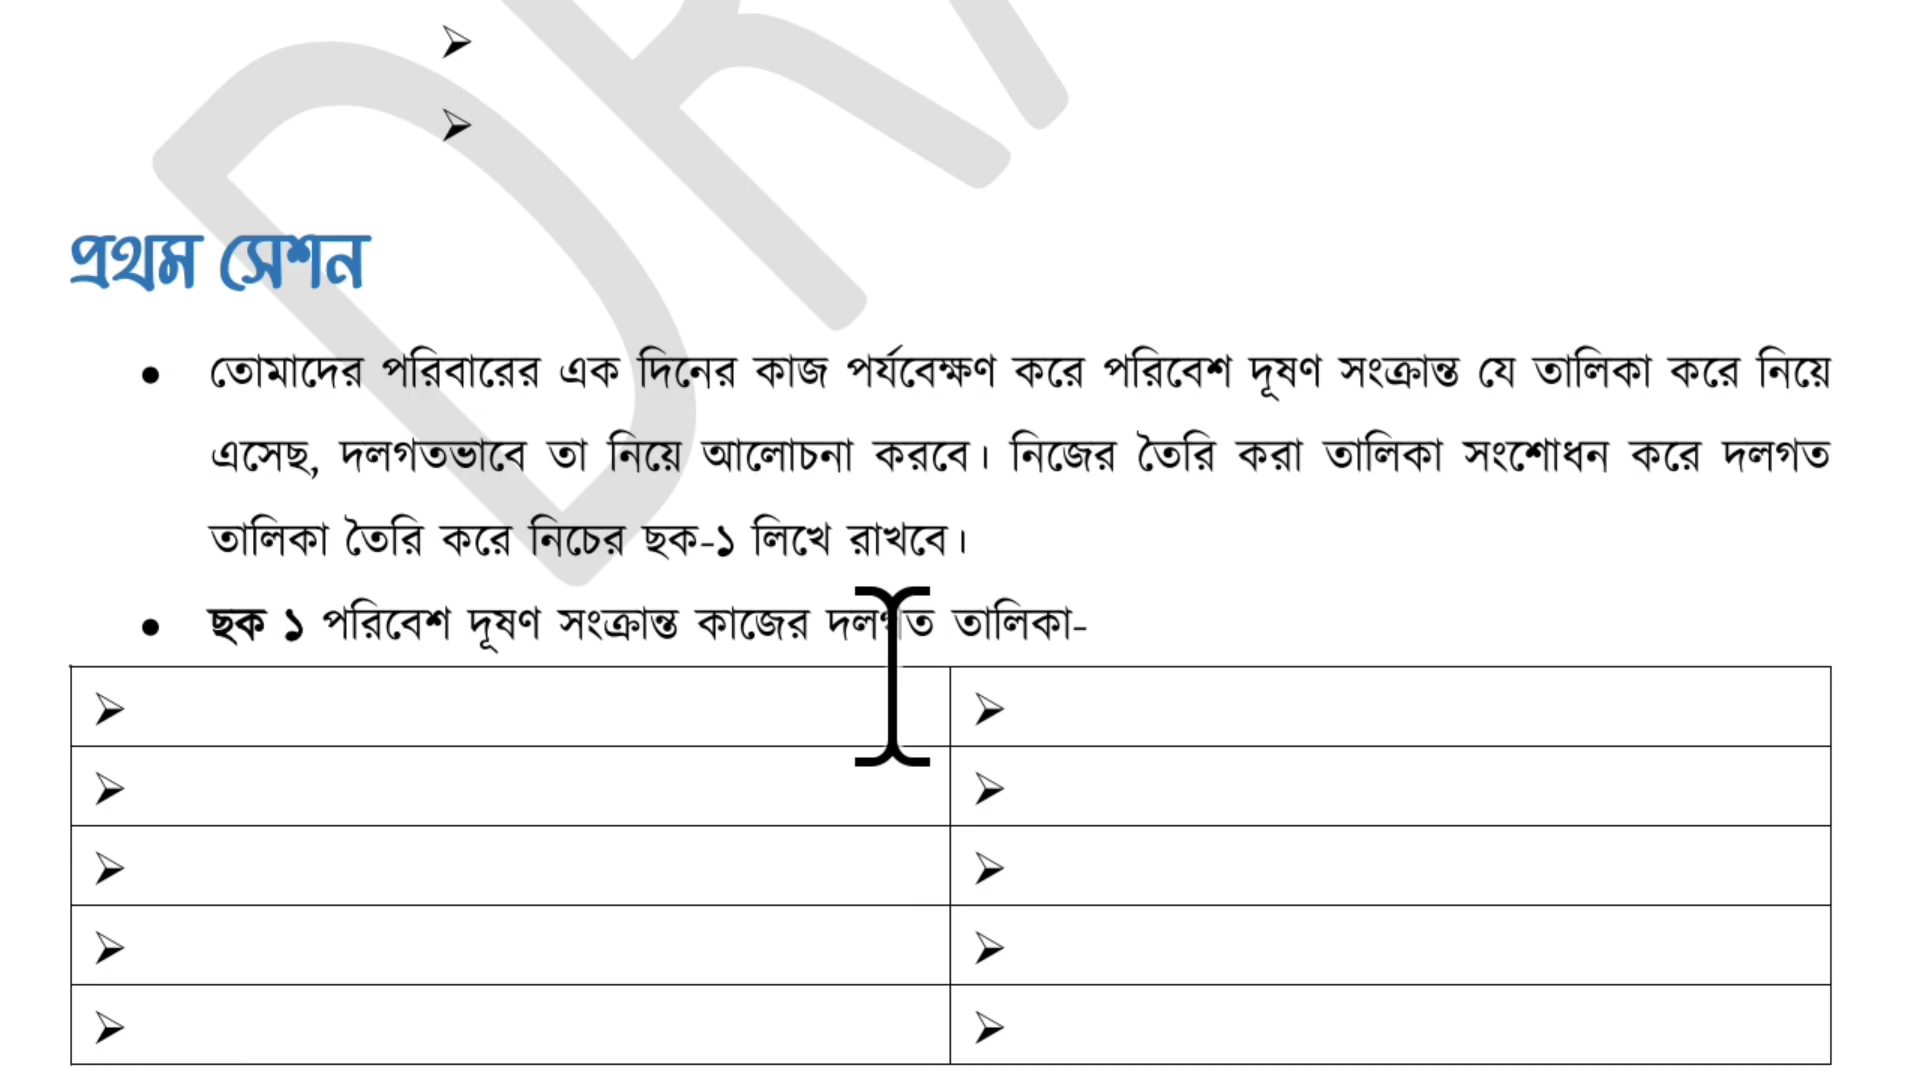 প্রথম সেশন
তোমাদের পরিবারের এক দিনের কাজ পর্যবেক্ষণ করে পরিবেশ দূষণ সংক্রান্ত যে তালিকা করে নিয়ে
এসেছ, দলগতভাবে তা নিয়ে আলোচনা করবে। নিজের তৈরি করা তালিকা সংশোধন করে দলগত
তালিকা তৈরি করে নিচের ছক-১ লিখে রাখবে।
ছক ১ পরিবেশ দূষণ সংক্রান্ত কাজের দলগত তালিকা-